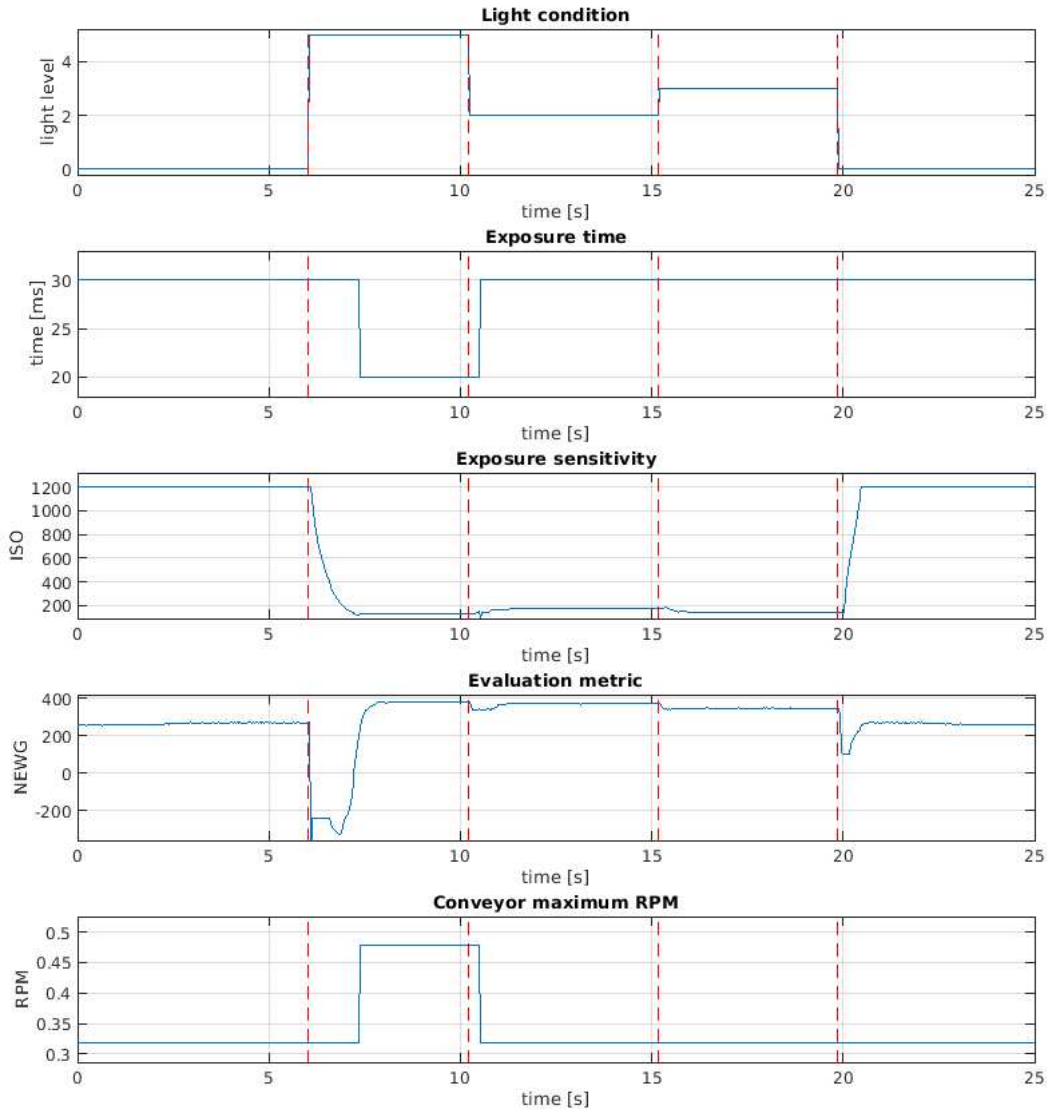 Light condition
light level
4
2
0
0 5 10 15 20 25
time [s]
Exposure time
time [ms]
30
25
20
0 5 10 15 20 25
time [s]
Exposure sensitivity
ISO
1200
1000
800
600
400
200
0 5 10 15 20 25
time [s]
Evaluation metric
NEWG
400
200
0
-200
0 5 10 15 20 25
time [s]
Conveyor maximum RPM
RPM
0.5
0.45
0.4
0.35
0.3
0 5 10 15 20 25
time [s]